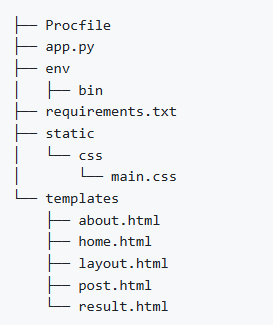 ├── Procfile
├── app.py
├── env
│   ├── bin
├── requirements.txt
├── static
│   └── css
│       └── main.css
└── templates
    ├── about.html
    ├── home.html
    ├── layout.html
    ├── post.html
    └── result.html